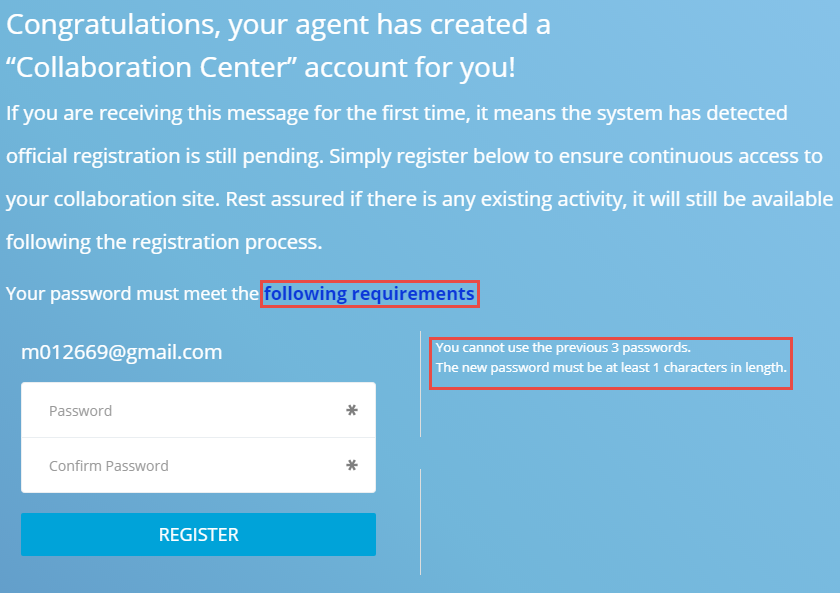 Congratulations, your agent has created a
“Collaboration Center” account for you!
If you are receiving this message for the first time, it means the system has detected
official registration is still pending. Simply register below to ensure continuous access to
your collaboration site. Rest assured if there is any existing activity, it will still be available
following the registration process.
Your password must meet the following requirements
m012669@gmail.com
Password *
Confirm Password *
REGISTER
You cannot use the previous 3 passwords.
The new password must be at least 1 characters in length.